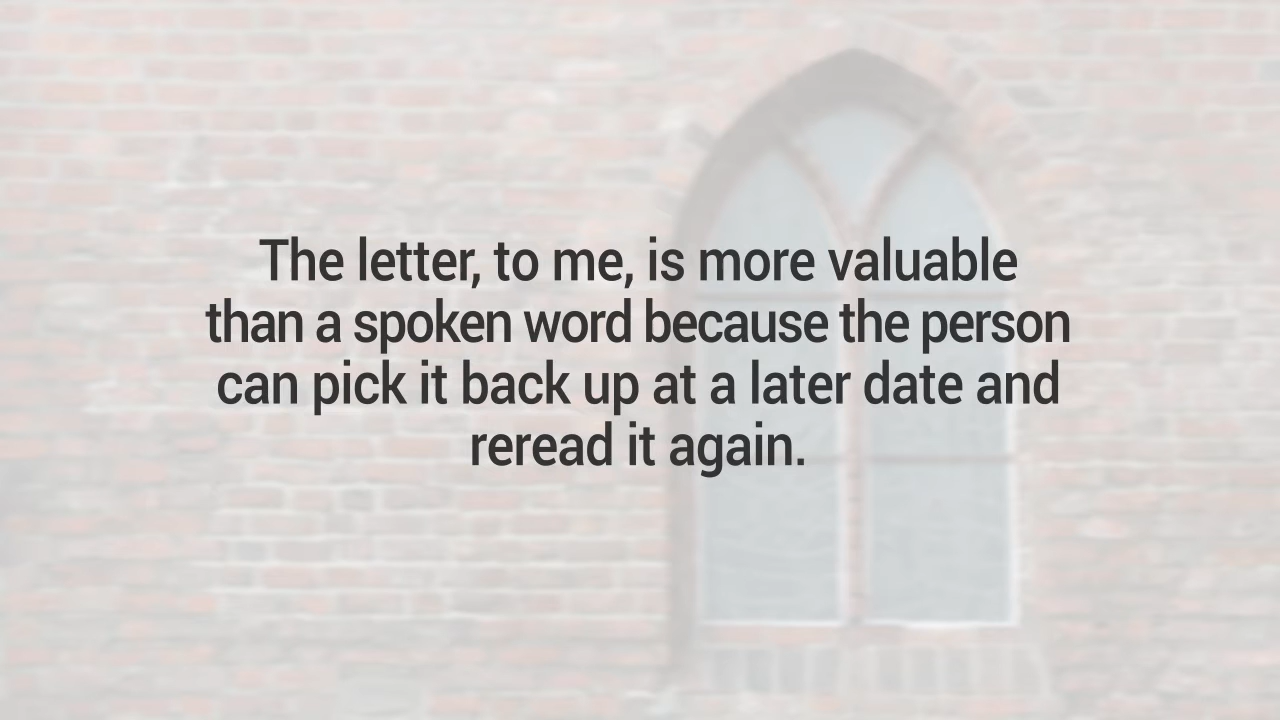 The letter, to me, is more valuable
than a spoken word because the person
can pick it back up at a later date and
reread it again.